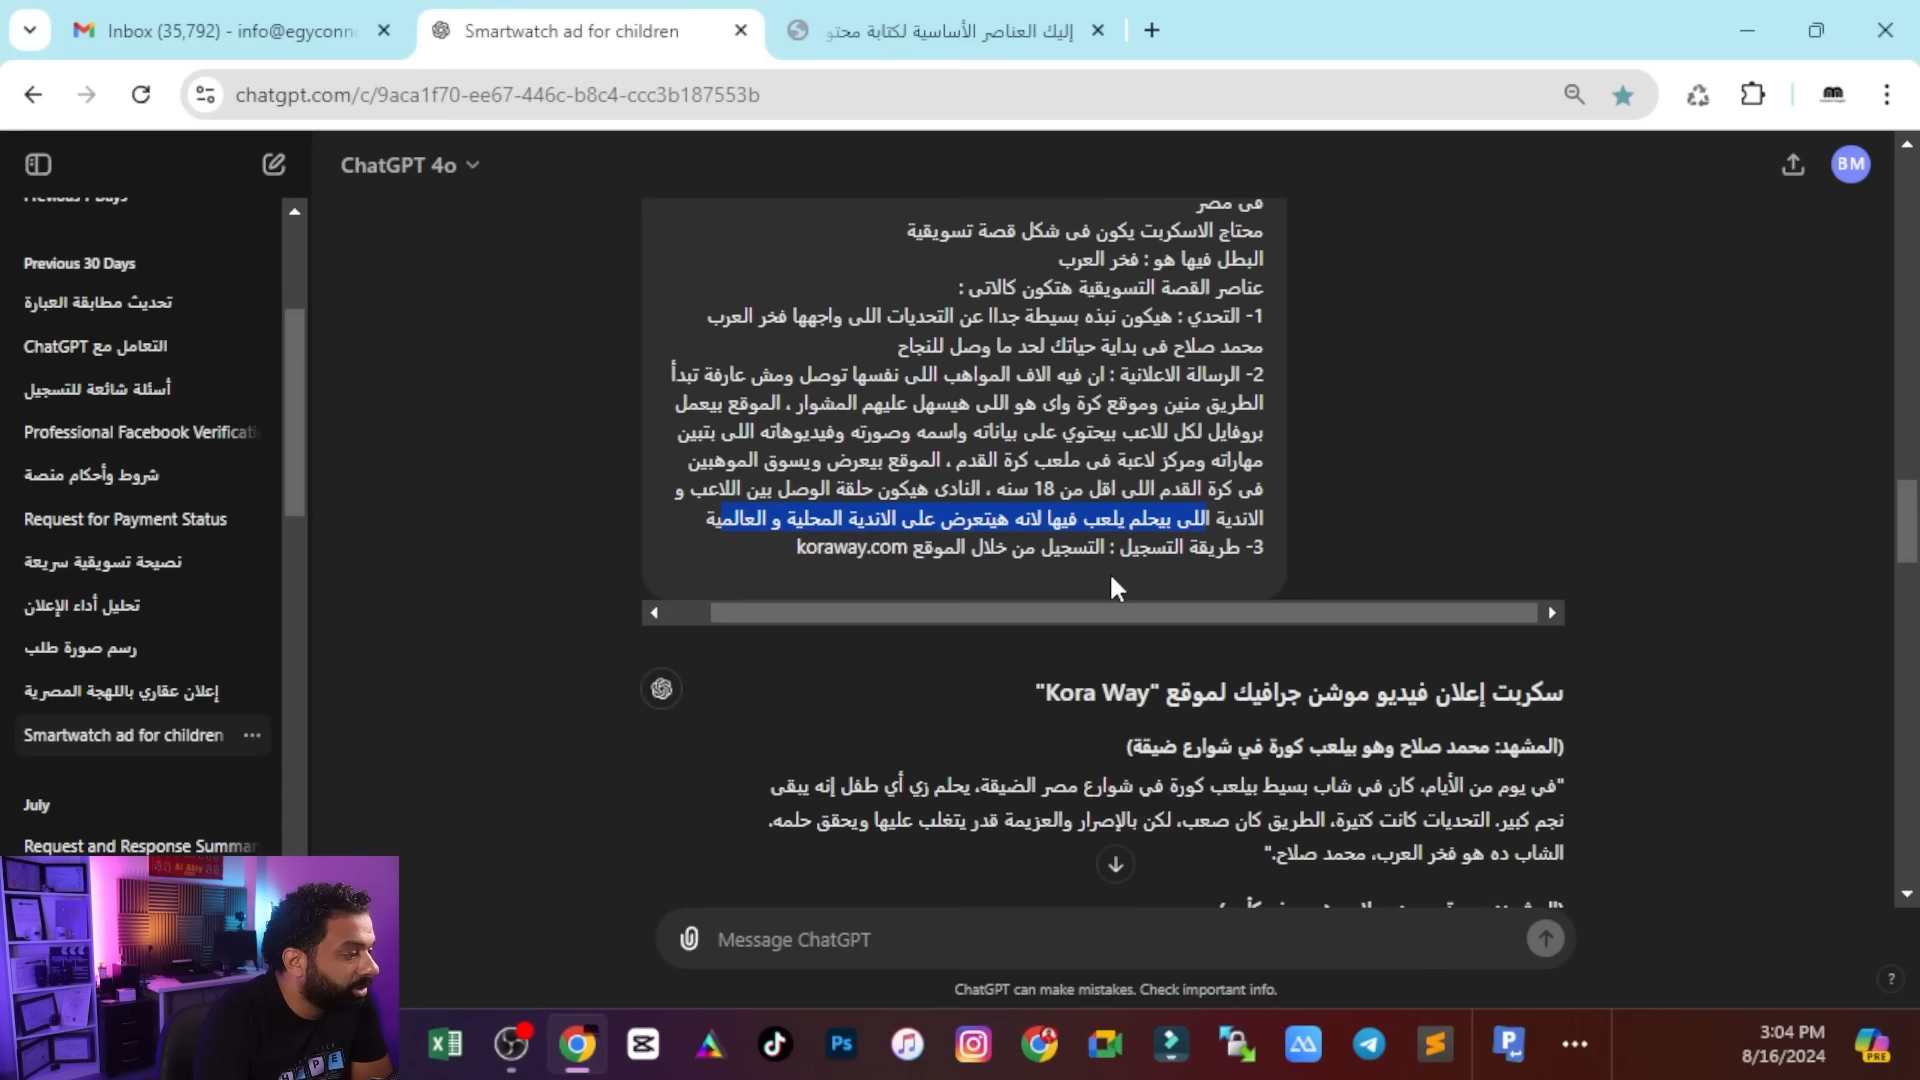 Inbox (35,792) - info@egyconn
Smartwatch ad for children
إليك العناصر الأساسية لكتابة محتو
chatgpt.com/c/9aca1f70-ee67-446c-b8c4-ccc3b187553b
ChatGPT 4o
BM
Previous 7 Days
Previous 30 Days
تحديث مطابقة العبارة
التعامل مع ChatGPT
أسئلة شائعة للتسجيل
Professional Facebook Verificati
شروط وأحكام منصة
Request for Payment Status
نصيحة تسويقية سريعة
تحليل أداء الإعلان
رسم صورة طلب
إعلان عقاري باللهجة المصرية
Smartwatch ad for children
July
Request and Response Summar
فى مصر
محتاج الاسكربت يكون فى شكل قصة تسويقية
البطل فيها هو : فخر العرب
عناصر القصة التسويقية هتكون كالاتى :
1- التحدي : هيكون نبذه بسيطة جداا عن التحديات اللى واجهها فخر العرب
محمد صلاح فى بداية حياتك لحد ما وصل للنجاح
2- الرسالة الاعلانية : ان فيه الاف المواهب اللى نفسها توصل ومش عارفة تبدأ
الطريق منين وموقع كرة واى هو اللى هيسهل عليهم المشوار ، الموقع بيعمل
بروفايل لكل للاعب بيحتوي على بياناته واسمه وصورته وفيديوهاته اللى بتبين
مهاراته ومركز لاعبة فى ملعب كرة القدم ، الموقع بيعرض ويسوق الموهبين
فى كرة القدم اللى اقل من 18 سنه ، النادى هيكون حلقة الوصل بين اللاعب و
الاندية اللى بيحلم يلعب فيها لانه هيتعرض على الاندية المحلية و العالمية
3- طريقة التسجيل : التسجيل من خلال الموقع koraway.com
سكربت إعلان فيديو موشن جرافيك لموقع "Kora Way"
(المشهد: محمد صلاح وهو بيلعب كورة في شوارع ضيقة)
"في يوم من الأيام، كان في شاب بسيط بيلعب كورة في شوارع مصر الضيقة، يحلم زي أي طفل إنه يبقى
نجم كبير. التحديات كانت كتيرة، الطريق كان صعب، لكن بالإصرار والعزيمة قدر يتغلب عليها ويحقق حلمه.
الشاب ده هو فخر العرب، محمد صلاح."
Message ChatGPT
ChatGPT can make mistakes. Check important info.
?
Al Ahly
HYPE
Ps
3:04 PM
8/16/2024
PRE